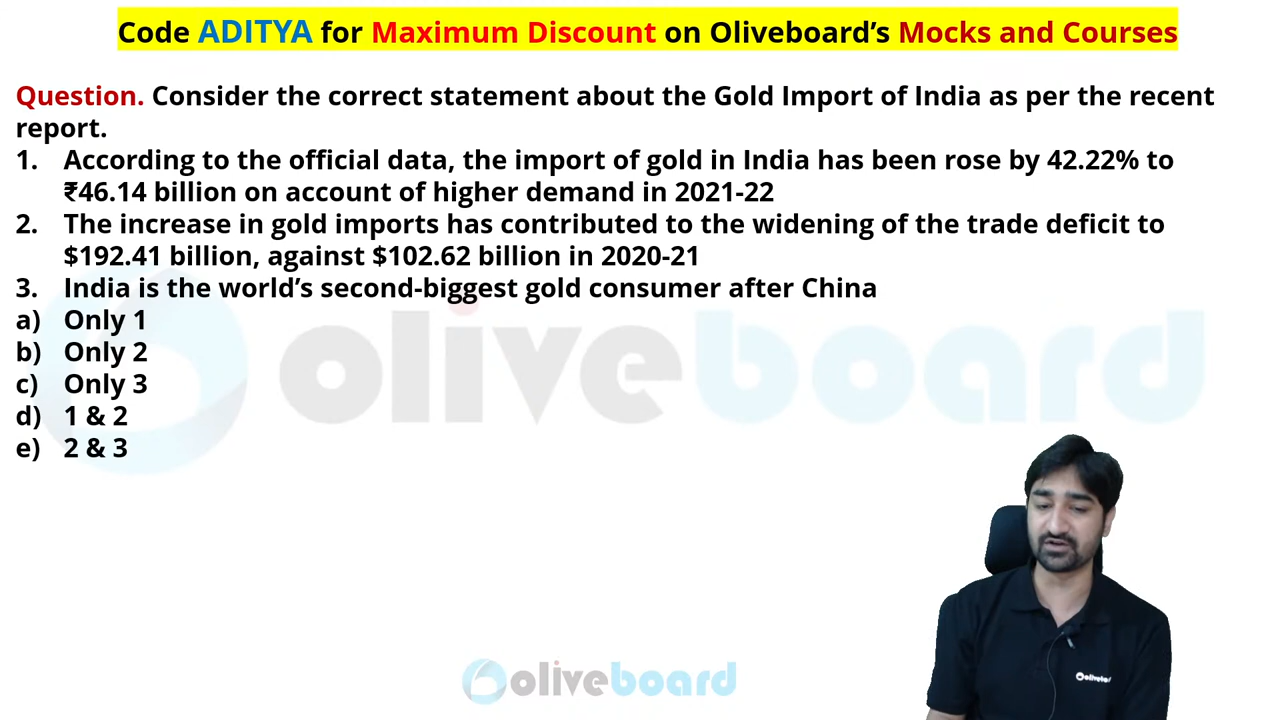 Code ADITYA for Maximum Discount on Oliveboard’s Mocks and Courses
Question. Consider the correct statement about the Gold Import of India as per the recent
report.
1. According to the official data, the import of gold in India has been rose by 42.22% to
₹46.14 billion on account of higher demand in 2021-22
2. The increase in gold imports has contributed to the widening of the trade deficit to
$192.41 billion, against $102.62 billion in 2020-21
3. India is the world’s second-biggest gold consumer after China
a) Only 1
b) Only 2
c) Only 3
d) 1 & 2
e) 2 & 3
oliveboard
oliveboard